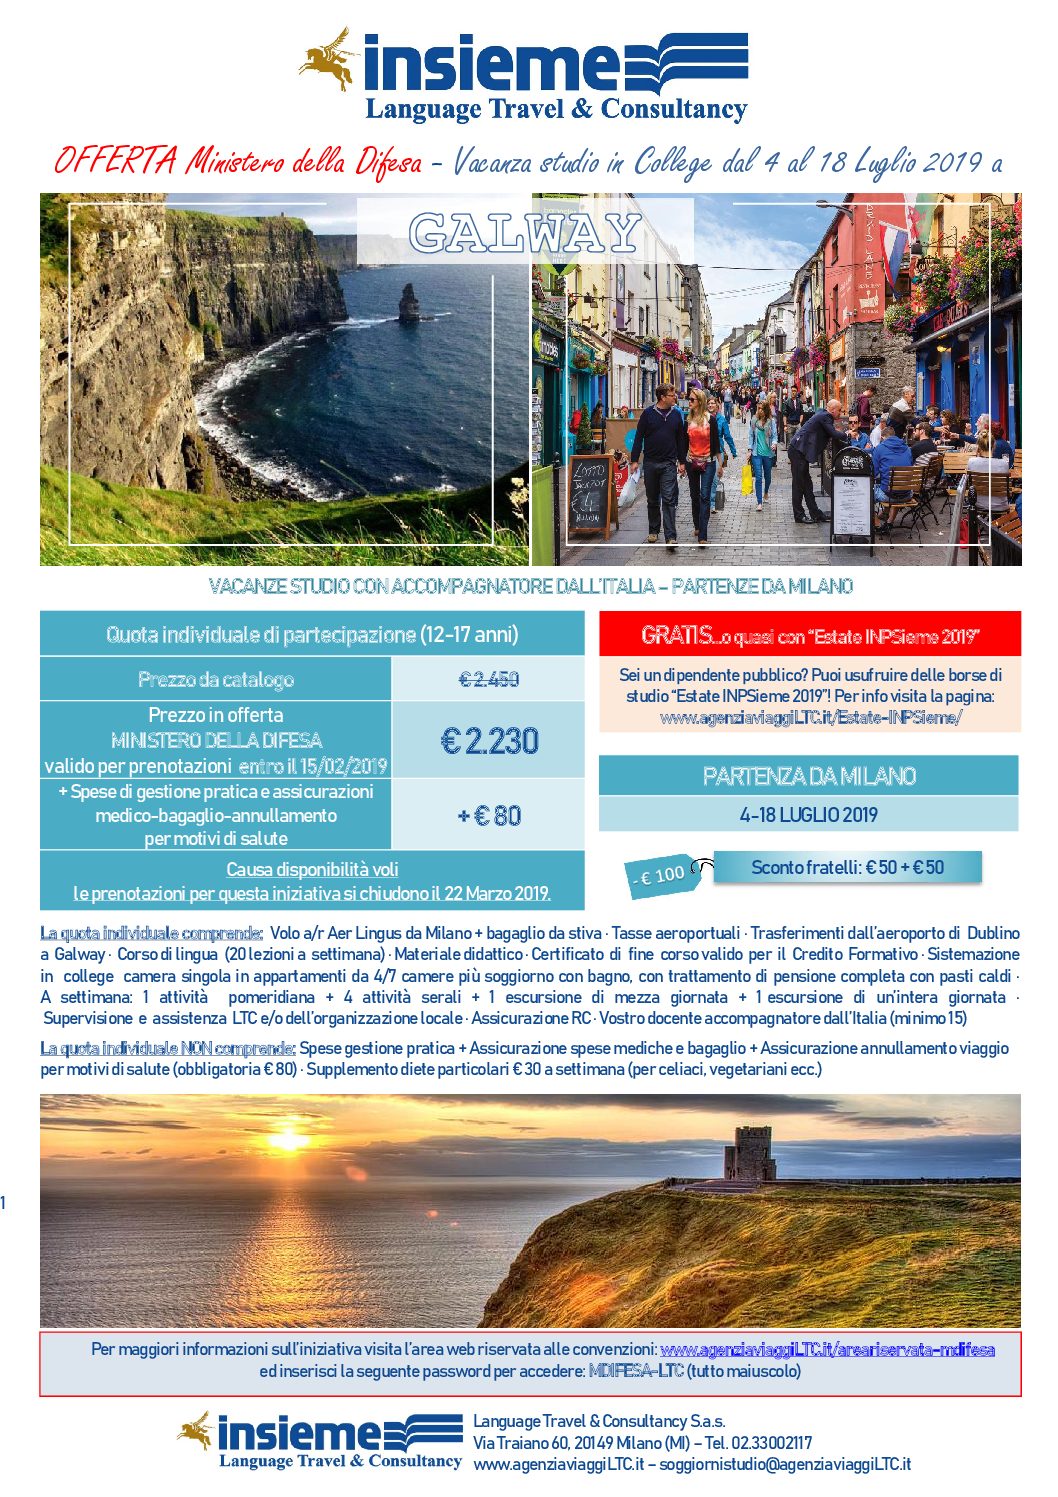 insieme
Language Travel & Consultancy
OFFERTA Ministero della Difesa - Vacanza studio in College dal 4 al 18 Luglio 2019 a
GALWAY
LOTTO
JACKPOT
VACANZE STUDIO CON ACCOMPAGNATORE DALL'ITALIA – PARTENZE DA MILANO
Quota individuale di partecipazione (12-17 anni)
Prezzo da catalogo
€ 2.450
Prezzo in offerta
MINISTERO DELLA DIFESA
valido per prenotazioni entro il 15/02/2019
€ 2.230
+ Spese di gestione pratica e assicurazioni
medico-bagaglio-annullamento
per motivi di salute
+ € 80
Causa disponibilità voli
le prenotazioni per questa iniziativa si chiudono il 22 Marzo 2019.
GRATIS...o quasi con "Estate INPSieme 2019"
Sei un dipendente pubblico? Puoi usufruire delle borse di
studio "Estate INPSieme 2019"! Per info visita la pagina:
www.agenziaviaggiLTC.it/Estate-INPSieme/
PARTENZA DA MILANO
4-18 LUGLIO 2019
- € 100
Sconto fratelli: € 50 + € 50
La quota individuale comprende: Volo a/r Aer Lingus da Milano + bagaglio da stiva · Tasse aeroportuali · Trasferimenti dall'aeroporto di Dublino
a Galway · Corso di lingua (20 lezioni a settimana) · Materiale didattico · Certificato di fine corso valido per il Credito Formativo · Sistemazione
in college camera singola in appartamenti da 4/7 camere più soggiorno con bagno, con trattamento di pensione completa con pasti caldi ·
A settimana: 1 attività pomeridiana + 4 attività serali + 1 escursione di mezza giornata + 1 escursione di un'intera giornata ·
Supervisione e assistenza LTC e/o dell'organizzazione locale · Assicurazione RC · Vostro docente accompagnatore dall'Italia (minimo 15)
La quota individuale NON comprende: Spese gestione pratica + Assicurazione spese mediche e bagaglio + Assicurazione annullamento viaggio
per motivi di salute (obbligatoria € 80) · Supplemento diete particolari € 30 a settimana (per celiaci, vegetariani ecc.)
1
Per maggiori informazioni sull'iniziativa visita l'area web riservata alle convenzioni: www.agenziaviaggiLTC.it/areariservata-mdifesa
ed inserisci la seguente password per accedere: MDIFESA-LTC (tutto maiuscolo)
insieme
Language Travel & Consultancy
Language Travel & Consultancy S.a.s.
Via Traiano 60, 20149 Milano (MI) – Tel. 02.33002117
www.agenziaviaggiLTC.it – soggiornistudio@agenziaviaggiLTC.it